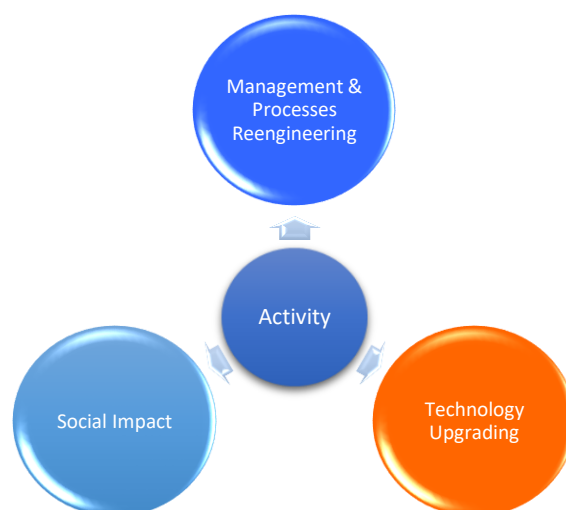 Management &
Processes
Reengineering
Activity
Social Impact
Technology
Upgrading